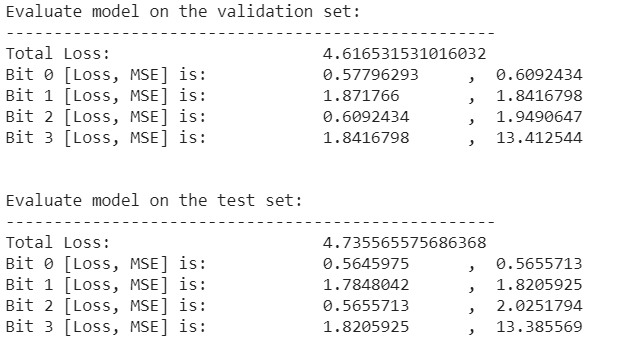 Evaluate model on the validation set:
-------------------------------------------------
Total Loss: 4.616531531016032
Bit 0 [Loss, MSE] is: 0.57796293 , 0.6092434
Bit 1 [Loss, MSE] is: 1.871766 , 1.8416798
Bit 2 [Loss, MSE] is: 0.6092434 , 1.9490647
Bit 3 [Loss, MSE] is: 1.8416798 , 13.412544
Evaluate model on the test set:
-------------------------------------------------
Total Loss: 4.735565575686368
Bit 0 [Loss, MSE] is: 0.5645975 , 0.5655713
Bit 1 [Loss, MSE] is: 1.7848042 , 1.8205925
Bit 2 [Loss, MSE] is: 0.5655713 , 2.0251794
Bit 3 [Loss, MSE] is: 1.8205925 , 13.385569